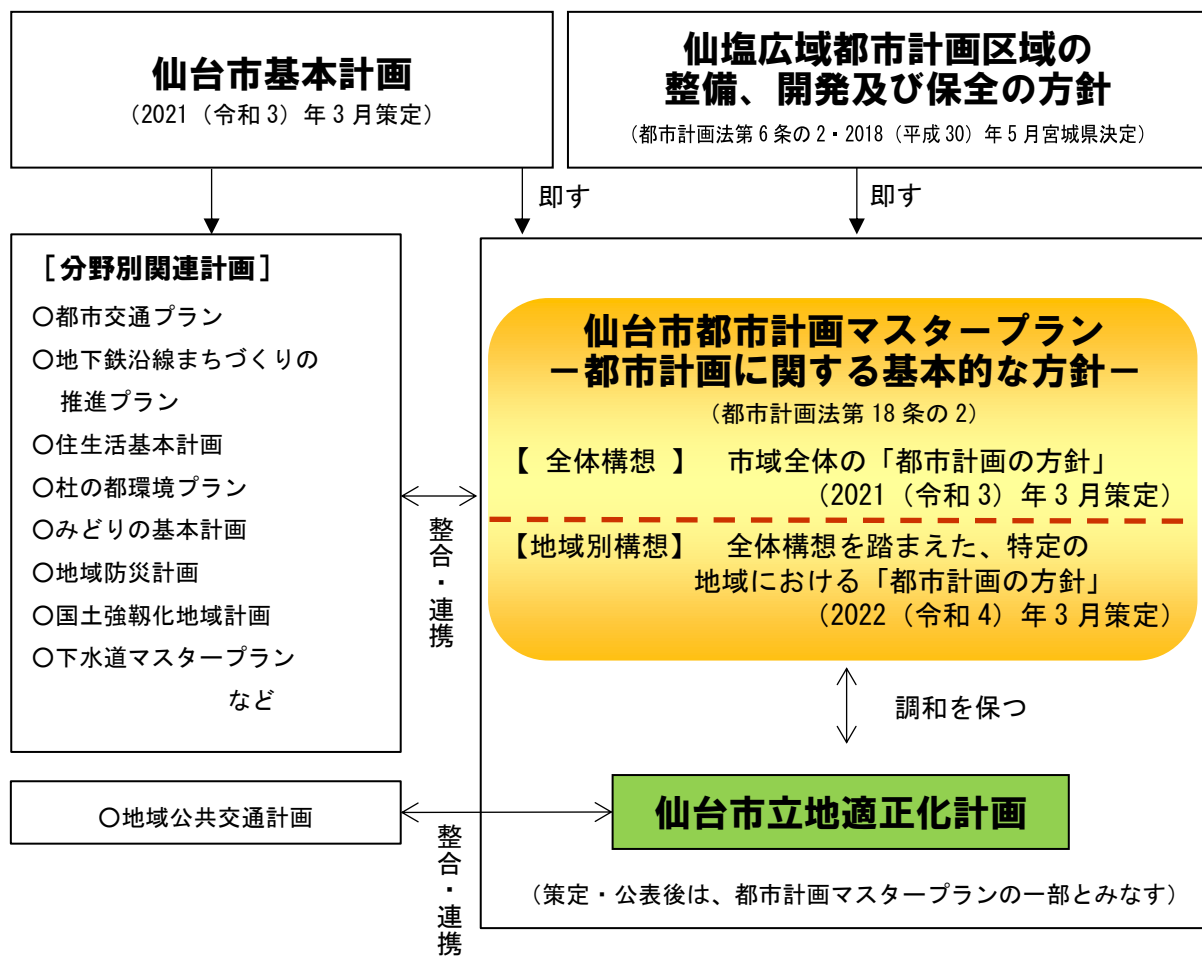 仙台市基本計画
(2021（令和3）年3月策定)
仙塩広域都市計画区域の
整備、開発及び保全の方針
(都市計画法第6条の2・2018（平成30）年5月宮城県決定)
即す
即す
［分野別関連計画］
○都市交通プラン
○地下鉄沿線まちづくりの
推進プラン
○住生活基本計画
○杜の都環境プラン
○みどりの基本計画
○地域防災計画
○国土強靱化地域計画
○下水道マスタープラン
など
整合・連携
仙台市都市計画マスタープラン
－都市計画に関する基本的な方針－
(都市計画法第18条の2)
【 全体構想 】 市域全体の「都市計画の方針」
(2021（令和3）年3月策定)
【地域別構想】 全体構想を踏まえた、特定の
地域における「都市計画の方針」
(2022（令和4）年3月策定)
調和を保つ
○地域公共交通計画
整合・連携
仙台市立地適正化計画
(策定・公表後は、都市計画マスタープランの一部とみなす)